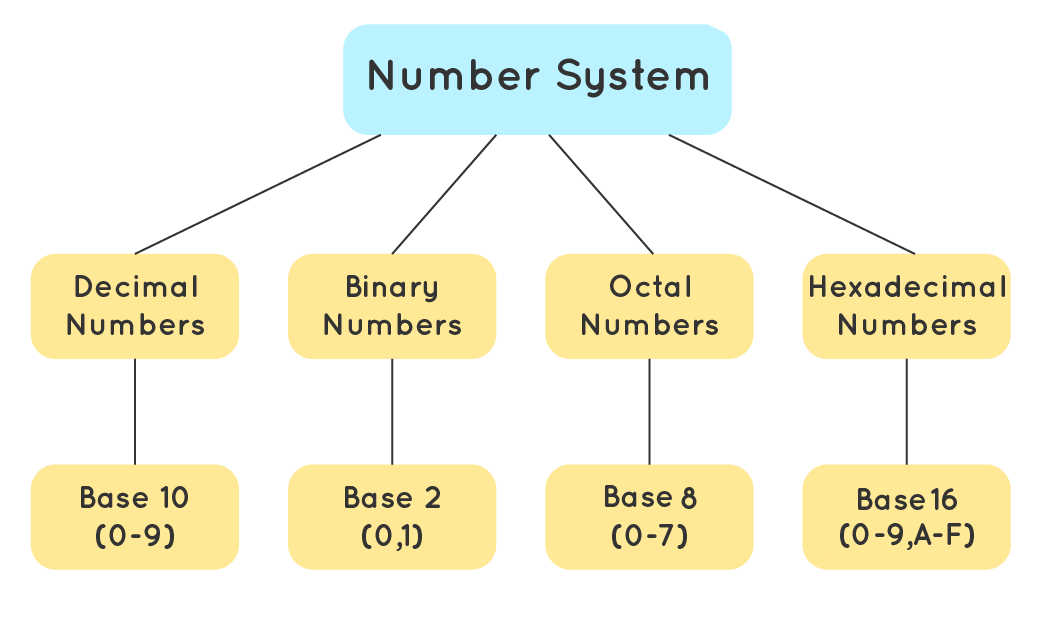 Number System
Decimal
Numbers
Binary
Numbers
Octal
Numbers
Hexadecimal
Numbers
Base 10
(0-9)
Base 2
(0,1)
Base 8
(0-7)
Base 16
(0-9,A-F)